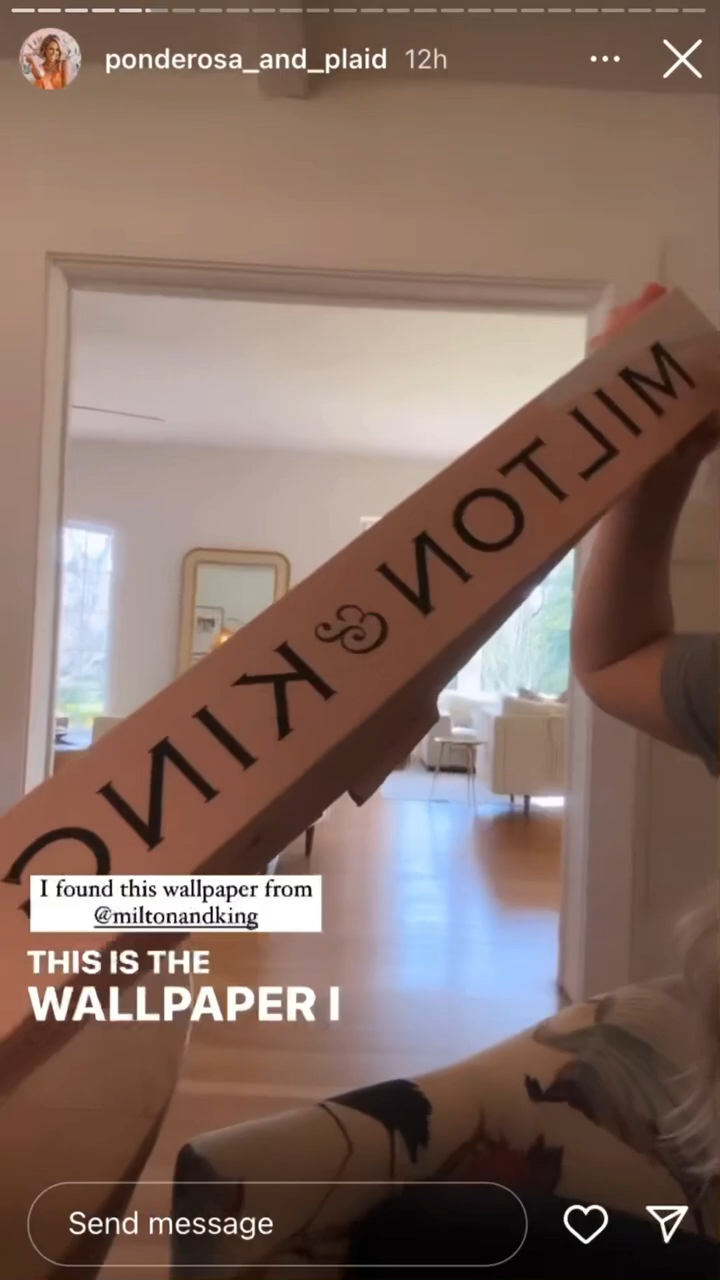 ponderosa_and_plaid 12h
MILTON & KING
I found this wallpaper from
@miltonandking
THIS IS THE
WALLPAPER I
Send message